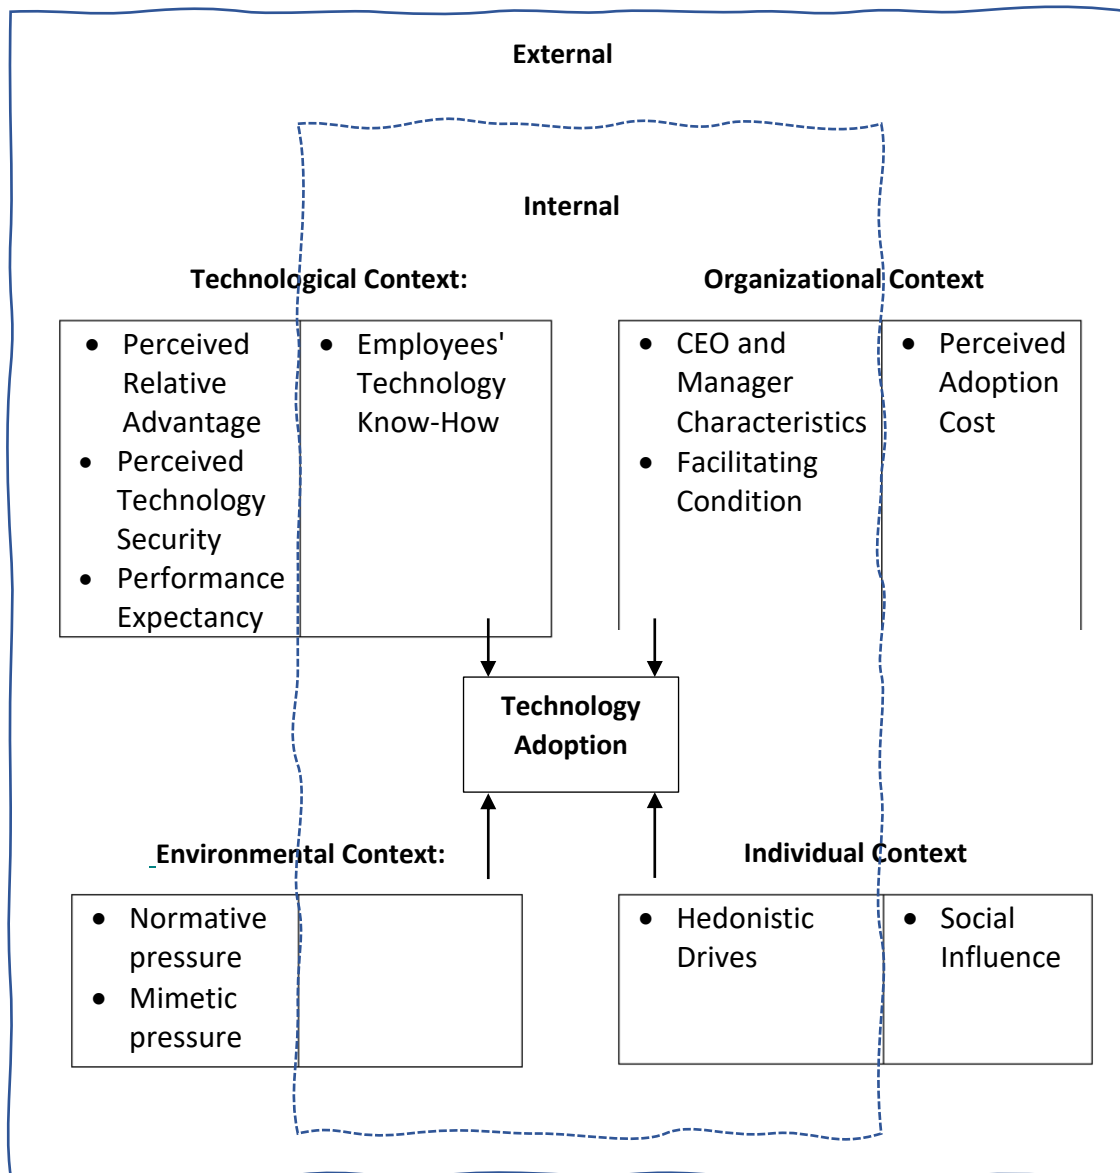 External
Internal
Technological Context:
• Perceived
Relative
Advantage
• Perceived
Technology
Security
• Performance
Expectancy
• Employees'
Technology
Know-How
Organizational Context
• CEO and
Manager
Characteristics
• Facilitating
Condition
• Perceived
Adoption
Cost
Technology
Adoption
Environmental Context:
• Normative
pressure
• Mimetic
pressure
Individual Context
• Hedonistic
Drives
• Social
Influence